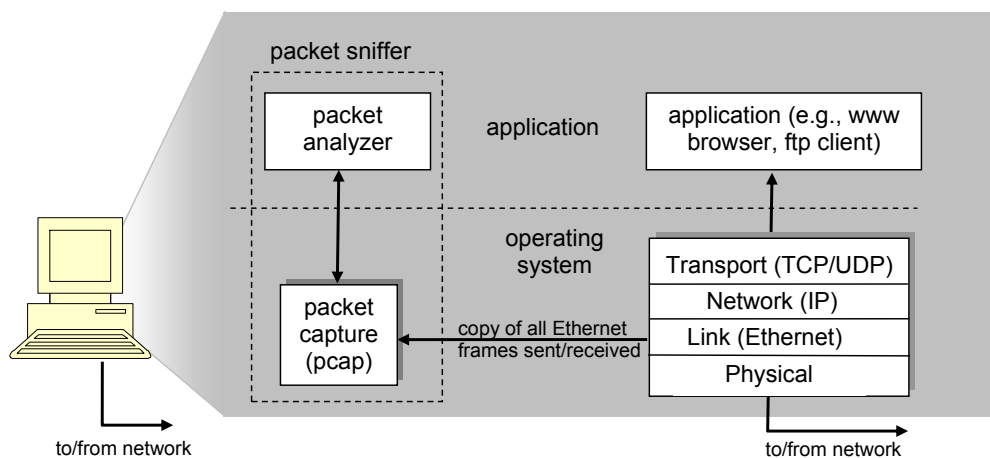 packet sniffer
packet
analyzer
application
application (e.g., www
browser, ftp client)
operating
system
packet
capture
(pcap)
copy of all Ethernet
frames sent/received
Transport (TCP/UDP)
Network (IP)
Link (Ethernet)
Physical
to/from network
to/from network